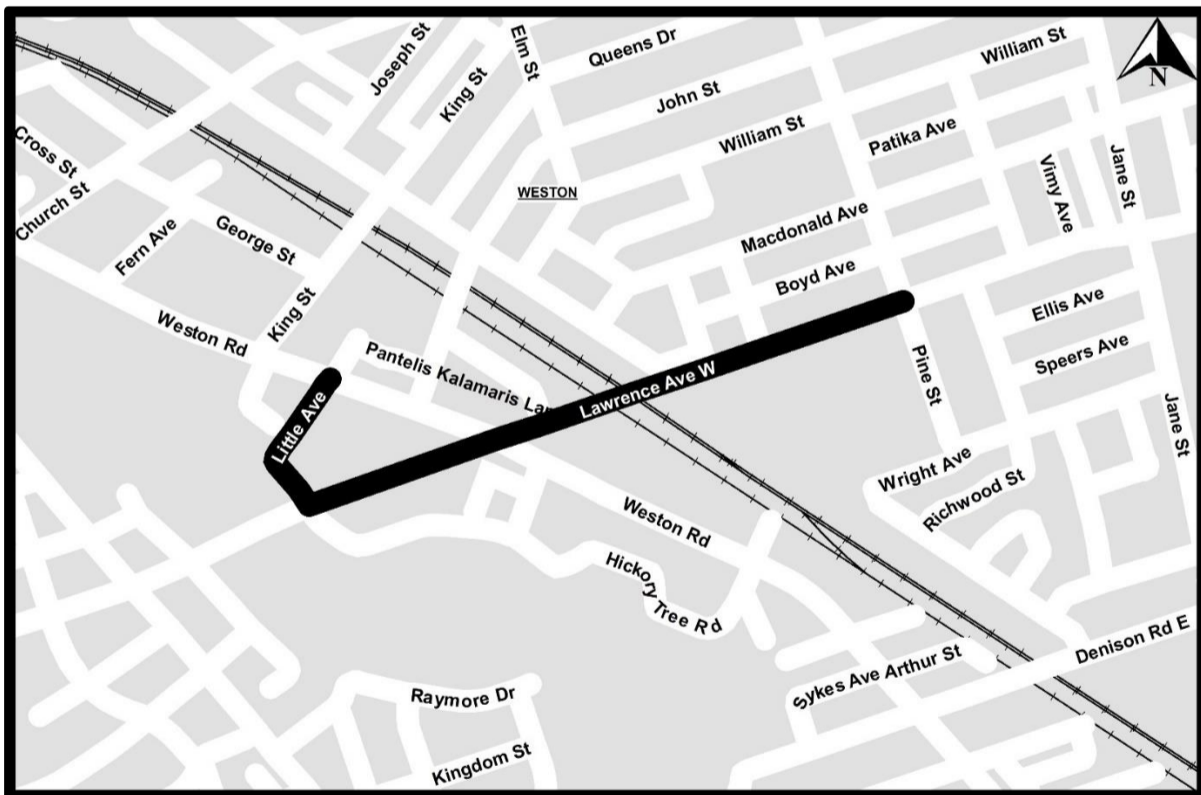 Joseph St
Elm St
Queens Dr
William St
N
King St
John St
William St
Patika Ave
Jane St
Cross St
Church St
WESTON
Vimy Ave
Fern Ave
George St
Macdonald Ave
Boyd Ave
King St
Ellis Ave
Weston Rd
Pantelis Kalamaris
Lawrence Ave W
Pine St
Speers Ave
Little Ave
Jane St
Wright Ave
Richwood St
Weston Rd
Hickory Tree Rd
Denison Rd E
Sykes Ave
Arthur St
Raymore Dr
Kingdom St